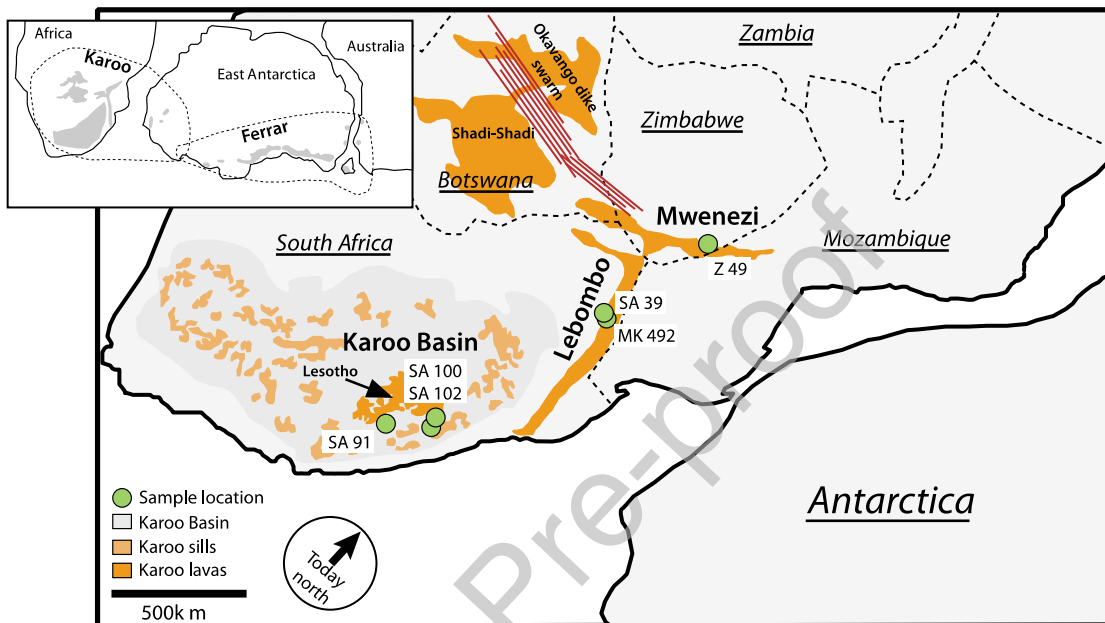 Africa
Karoo
East Antarctica
Australia
Ferrar
Okavango dike
swarm
Zambia
Shadi-Shadi
Zimbabwe
Botswana
Mwenezi
South Africa
Mozambique
Z 49
Lebombo
SA 39
MK 492
Karoo Basin
Lesotho
SA 100
SA 102
SA 91
Sample location
Karoo Basin
Karoo sills
Karoo lavas
500k m
Today
north
Antarctica
Pre-proof